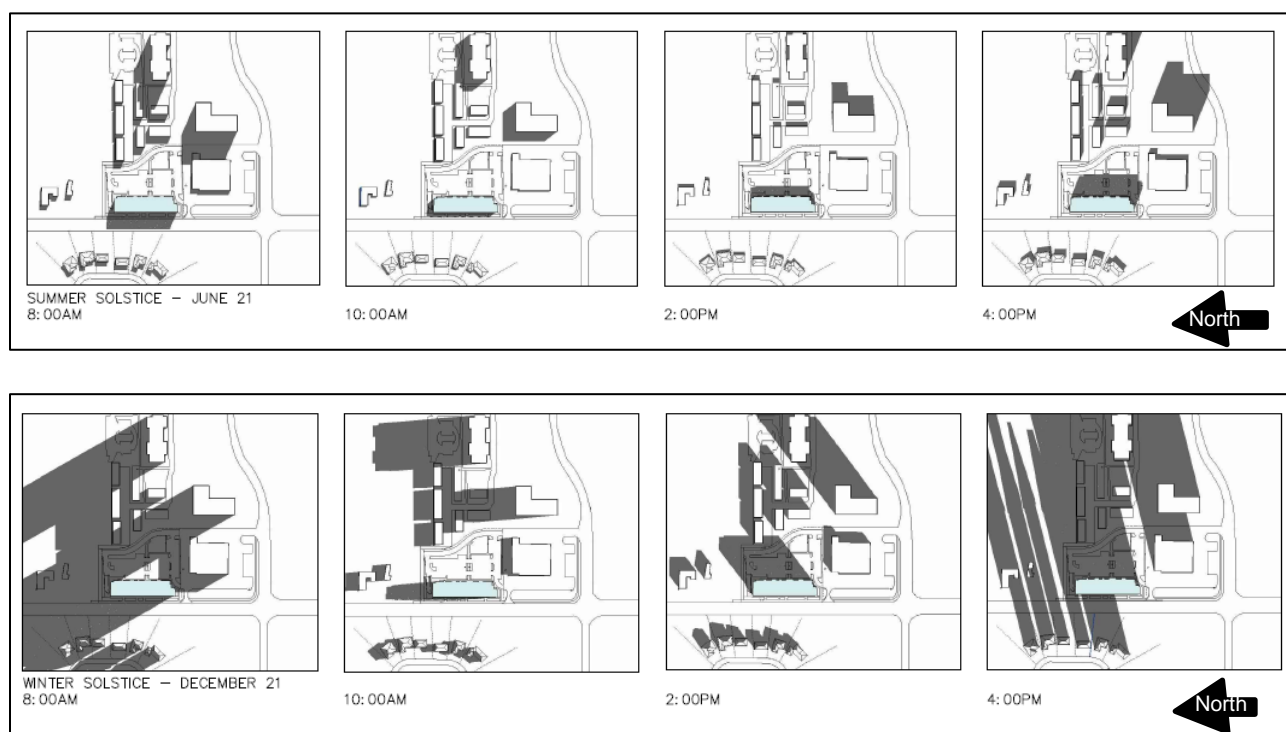 SUMMER SOLSTICE – JUNE 21
8:00AM
10:00AM
2:00PM
4:00PM
North
WINTER SOLSTICE – DECEMBER 21
8:00AM
10:00AM
2:00PM
4:00PM
North